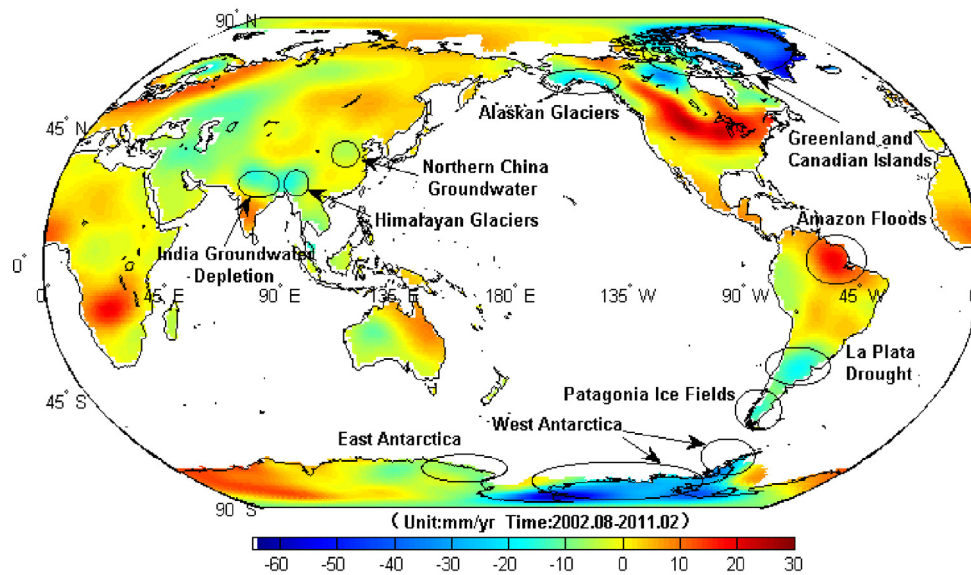 90 N
45 N
Alaskan Glaciers
Greenland and
Canadian Islands
Northern China
Groundwater
Himalayan Glaciers
Amazon Floods
India Groundwater
Depletion
0°
0° 45 E 90 E 135 E 180 E 135 W 90 W 45 W 0
La Plata
Drought
Patagonia Ice Fields
45 S
East Antarctica
West Antarctica
90 S
( Unit:mm/yr Time:2002.08-2011.02)
-60 -50 -40 -30 -20 -10 0 10 20 30